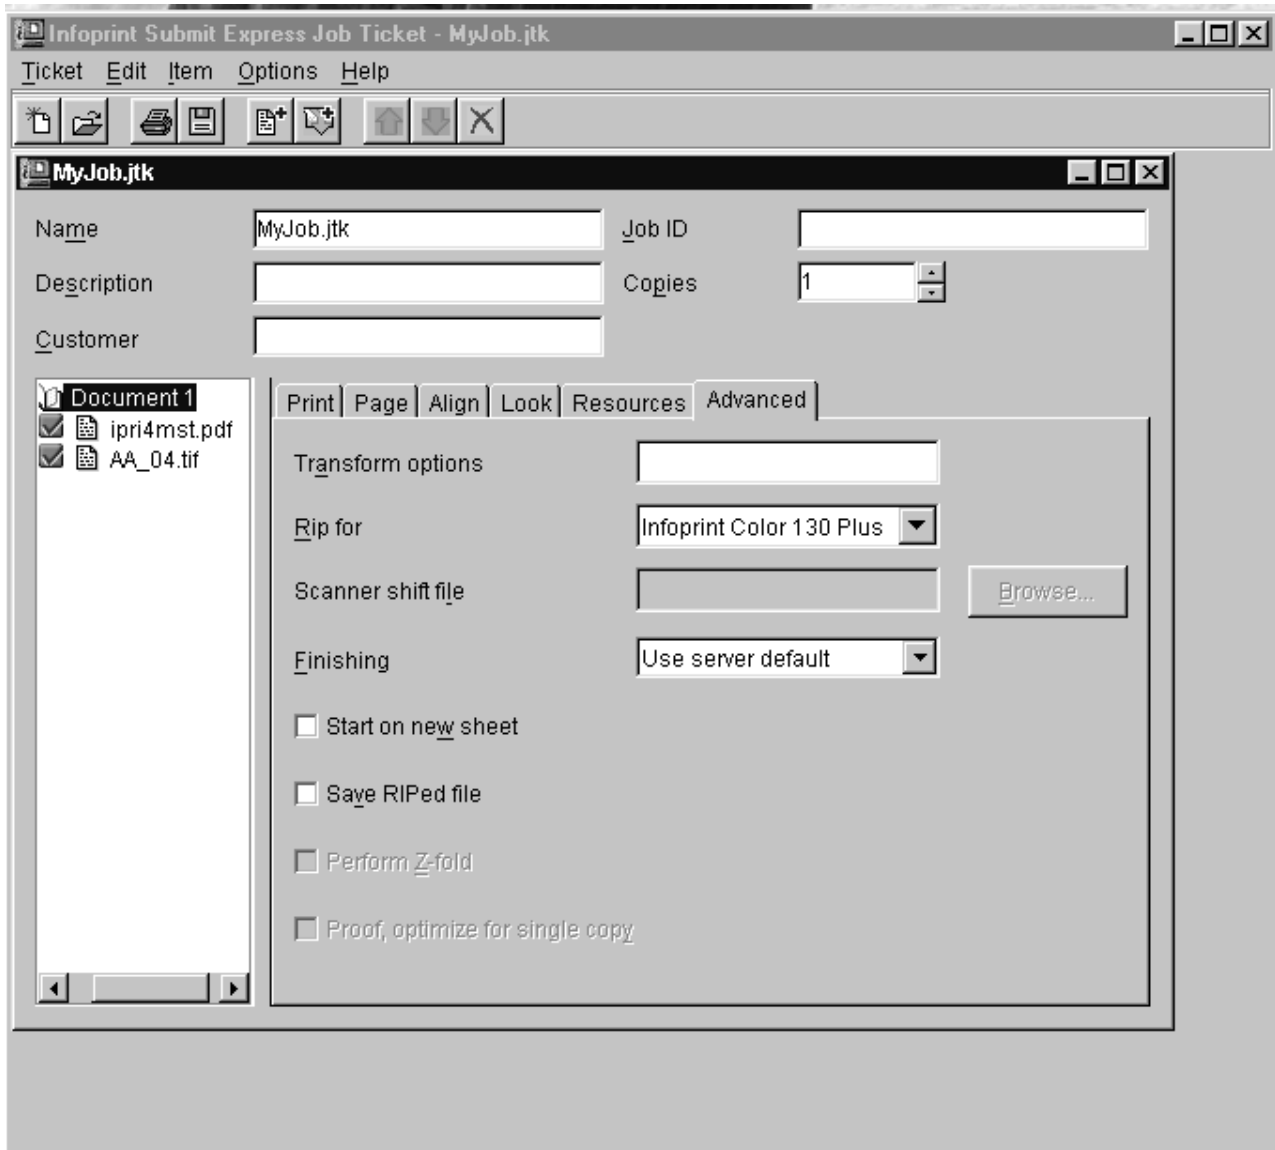 Infoprint Submit Express Job Ticket - MyJob.jtk
Ticket Edit Item Options Help
MyJob.jtk
Name MyJob.jtk Job ID
Description Copies 1
Customer
Document 1
ipri4mst.pdf
AA_04.tif
Print Page Align Look Resources Advanced
Transform options
Rip for Infoprint Color 130 Plus
Scanner shift file Browse...
Finishing Use server default
Start on new sheet
Save RIPed file
Perform Z-fold
Proof, optimize for single copy